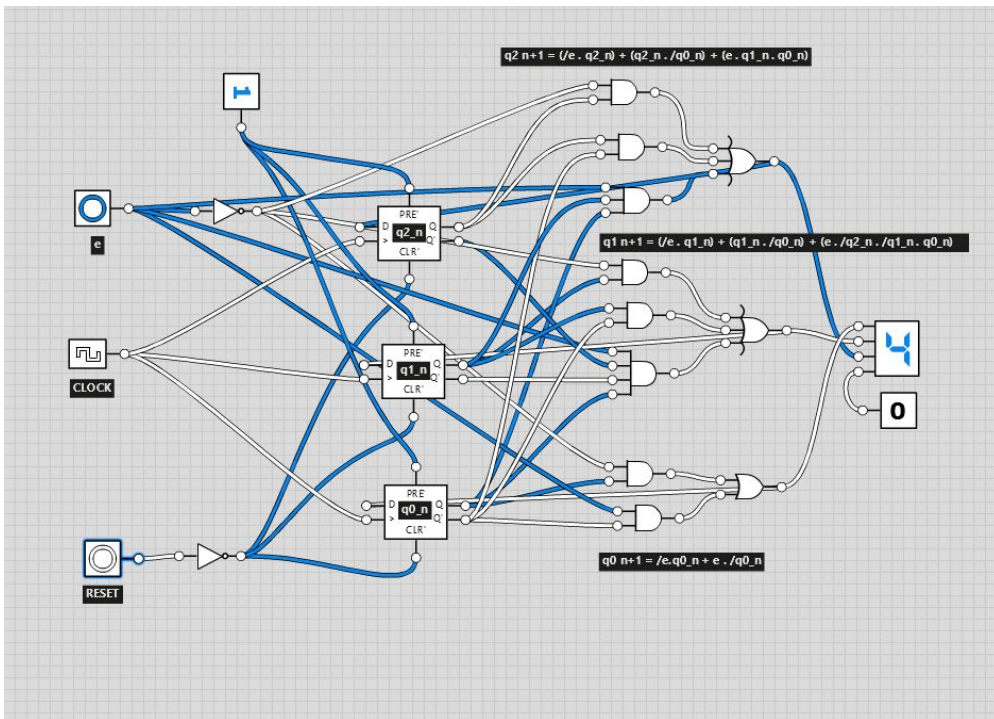 q2 n+1 = (/e . q2_n) + (q2_n . /q0_n) + (e . q1_n . q0_n)
1
PRE'
D
q2_n
Q
>
Q'
CLR'
e
q1 n+1 = (/e . q1_n) + (q1_n . /q0_n) + (e . /q2_n . /q1_n . q0_n)
4
PRE'
D
q1_n
Q
>
Q'
CLR'
CLOCK
0
PRE'
D
q0_n
Q
>
Q'
CLR'
RESET
q0 n+1 = /e.q0_n + e . /q0_n